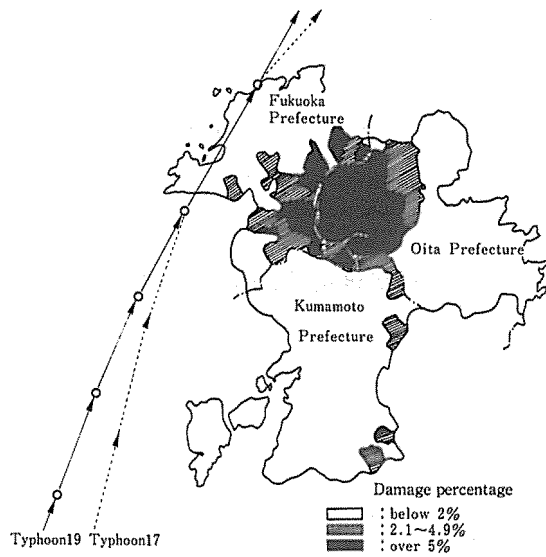 Fukuoka
Prefecture
Oita Prefecture
Kumamoto
Prefecture
Typhoon19
Typhoon17
Damage percentage
: below 2%
: 2.1~4.9%
: over 5%